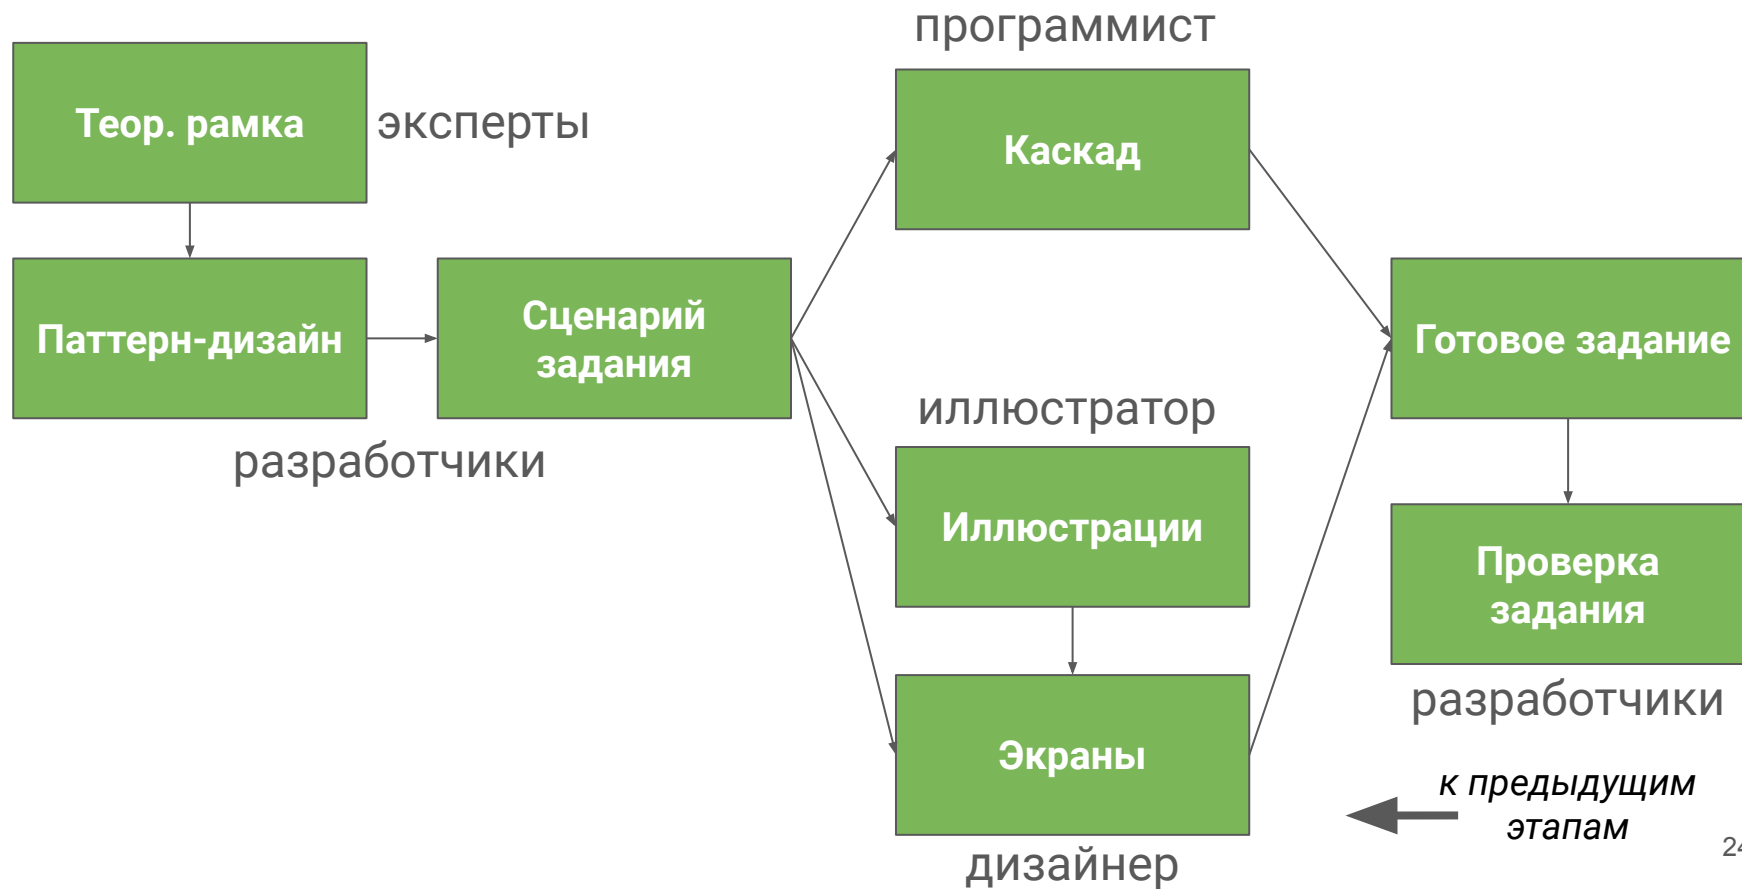 программист
Теор. рамка
эксперты
Каскад
Паттерн-дизайн
Сценарий
задания
Готовое задание
иллюстратор
разработчики
Иллюстрации
Проверка
задания
разработчики
Экраны
к предыдущим
этапам
24
дизайнер